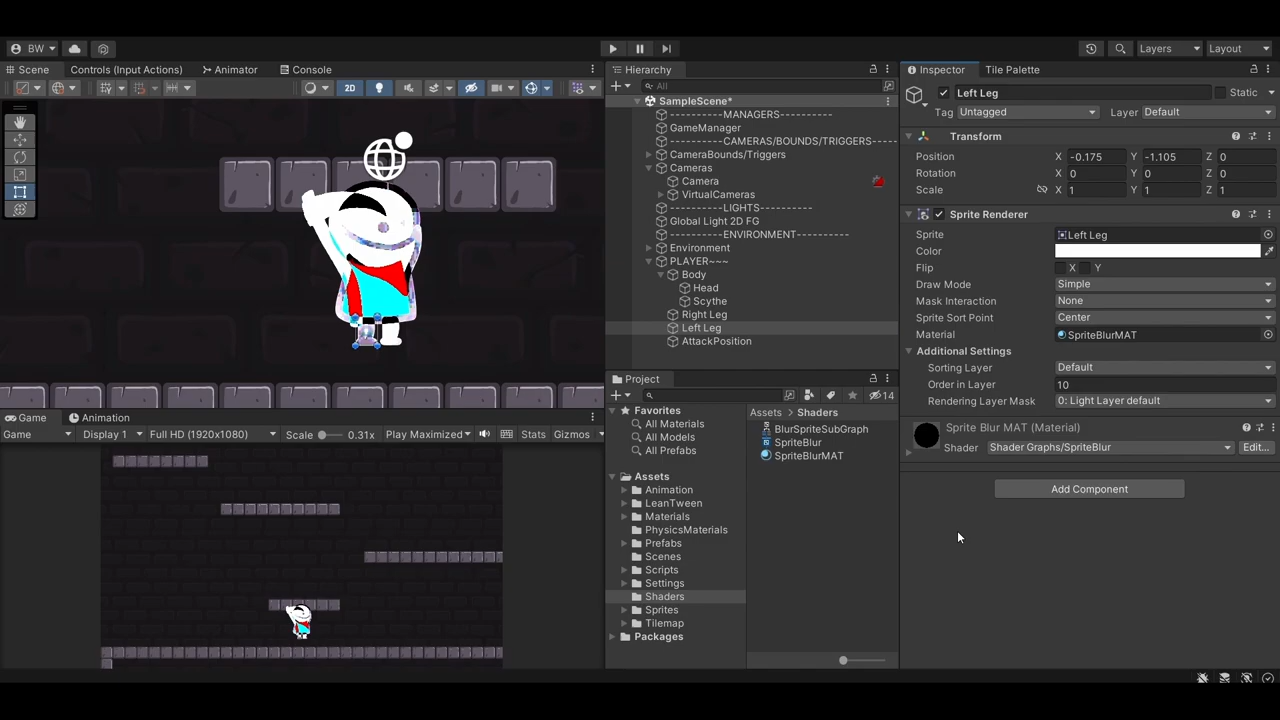 BW
Layers
Layout
Scene
Controls (Input Actions)
Animator
Console
2D
Game
Animation
Game
Display 1
Full HD (1920x1080)
Scale
0.31x
Play Maximized
Stats
Gizmos
Hierarchy
All
SampleScene*
----------MANAGERS----------
GameManager
----------CAMERAS/BOUNDS/TRIGGERS-----
CameraBounds/Triggers
Cameras
Camera
VirtualCameras
----------LIGHTS----------
Global Light 2D FG
----------ENVIRONMENT----------
Environment
PLAYER~~~
Body
Head
Scythe
Right Leg
Left Leg
AttackPosition
Project
14
Favorites
All Materials
All Models
All Prefabs
Assets
Animation
LeanTween
Materials
PhysicsMaterials
Prefabs
Scenes
Scripts
Settings
Shaders
Sprites
Tilemap
Packages
Assets
Shaders
BlurSpriteSubGraph
SpriteBlur
SpriteBlurMAT
Inspector
Tile Palette
Left Leg
Static
Tag Untagged
Layer Default
Transform
Position X -0.175 Y -1.105 Z 0
Rotation X 0 Y 0 Z 0
Scale X 1 Y 1 Z 1
Sprite Renderer
Sprite Left Leg
Color
Flip X Y
Draw Mode Simple
Mask Interaction None
Sprite Sort Point Center
Material SpriteBlurMAT
Additional Settings
Sorting Layer Default
Order in Layer 10
Rendering Layer Mask 0: Light Layer default
Sprite Blur MAT (Material)
Shader Shader Graphs/SpriteBlur Edit...
Add Component